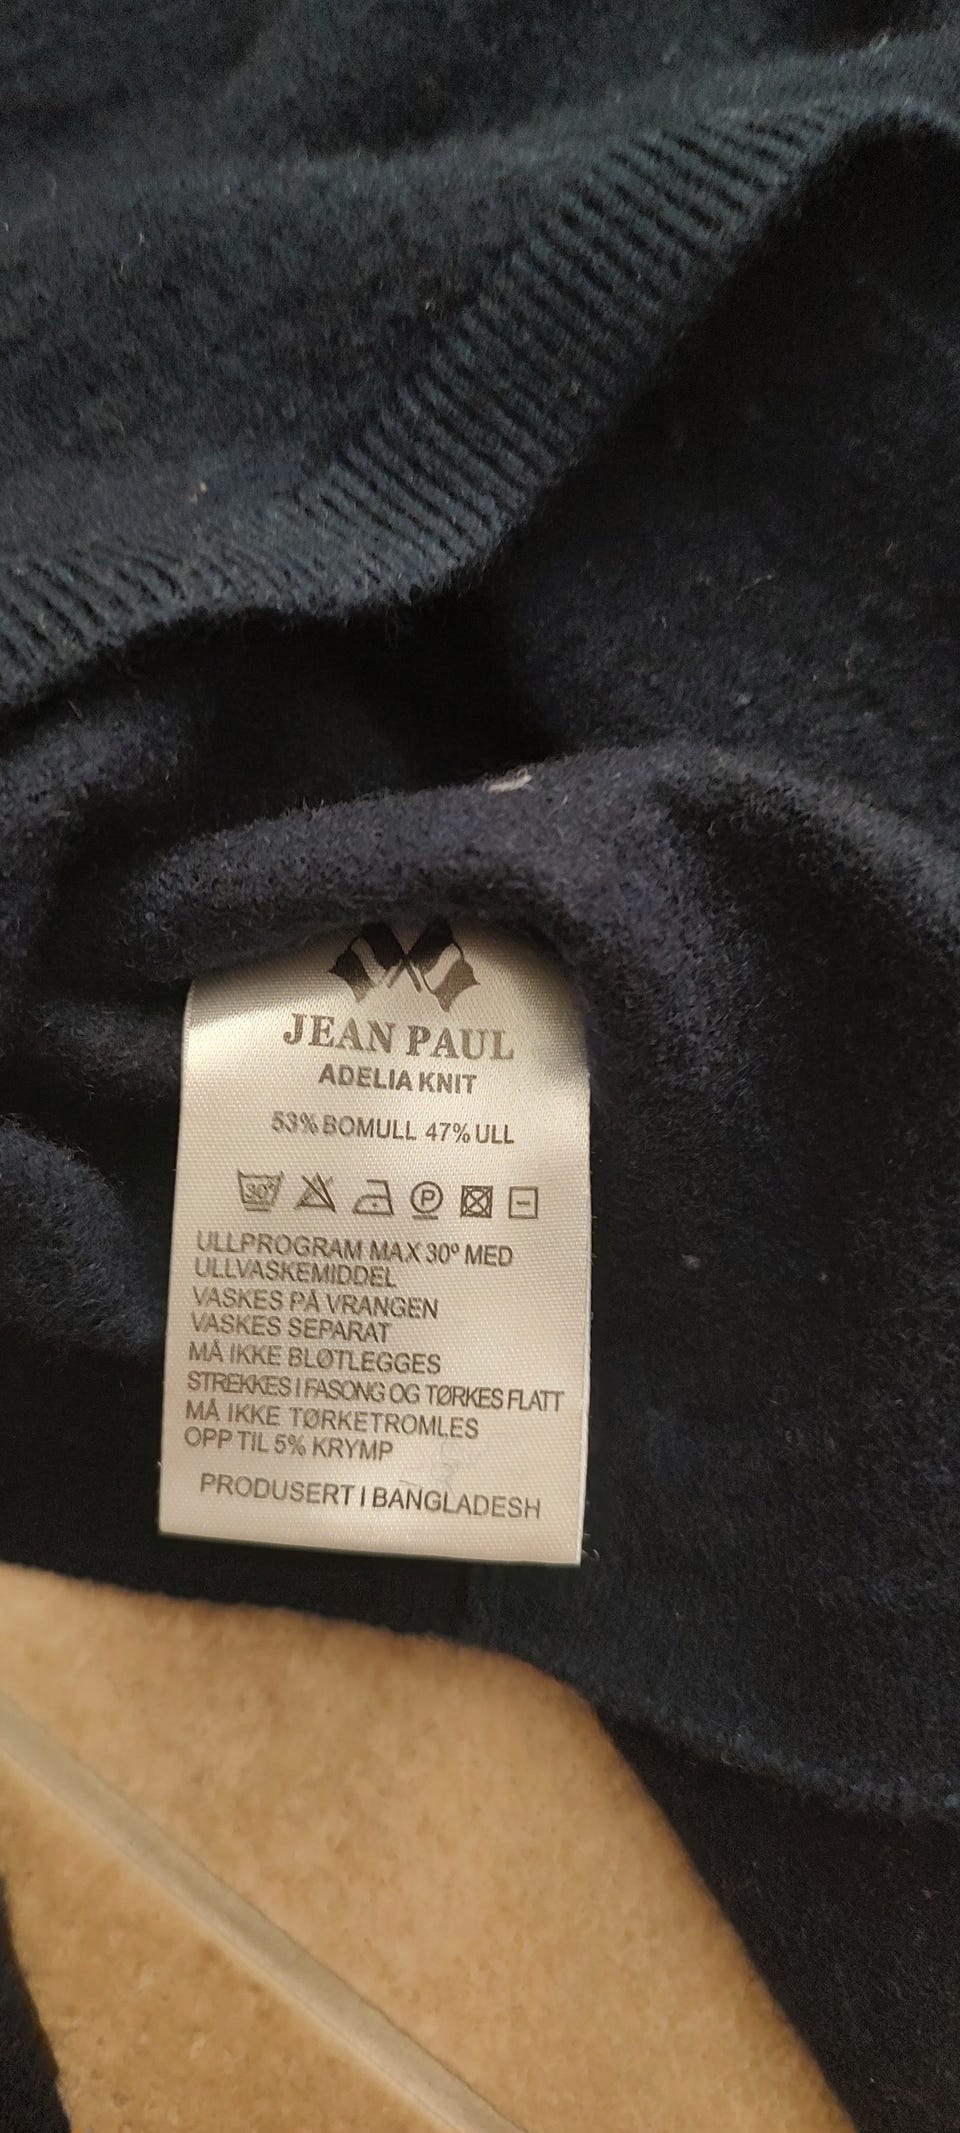 JEAN PAUL
ADELIA KNIT
53% BOMULL 47% ULL
30° P
ULLPROGRAM MAX 30º MED
ULLVASKEMIDDEL
VASKES PÅ VRANGEN
VASKES SEPARAT
MÅ IKKE BLØTLEGGES
STREKKES I FASONG OG TØRKES FLATT
MÅ IKKE TØRKETROMLES
OPP TIL 5% KRYMP
PRODUSERT I BANGLADESH